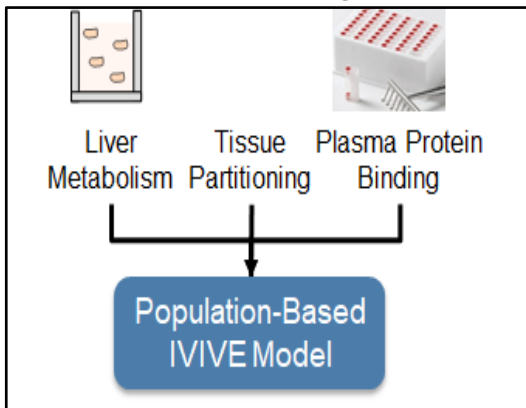 Liver Tissue Plasma Protein
Metabolism Partitioning Binding
Population-Based
IVIVE Model